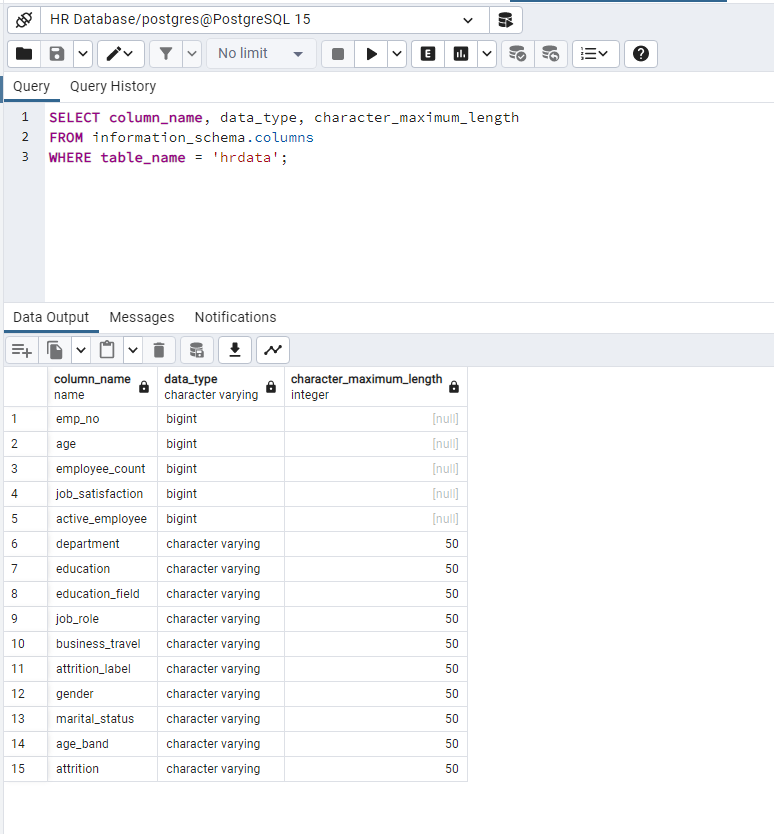 HR Database/postgres@PostgreSQL 15
No limit
E
Query Query History
1 SELECT column_name, data_type, character_maximum_length
2 FROM information_schema.columns
3 WHERE table_name = 'hrdata';
Data Output Messages Notifications
column_name data_type character_maximum_length
name character varying integer
1 emp_no bigint [null]
2 age bigint [null]
3 employee_count bigint [null]
4 job_satisfaction bigint [null]
5 active_employee bigint [null]
6 department character varying 50
7 education character varying 50
8 education_field character varying 50
9 job_role character varying 50
10 business_travel character varying 50
11 attrition_label character varying 50
12 gender character varying 50
13 marital_status character varying 50
14 age_band character varying 50
15 attrition character varying 50